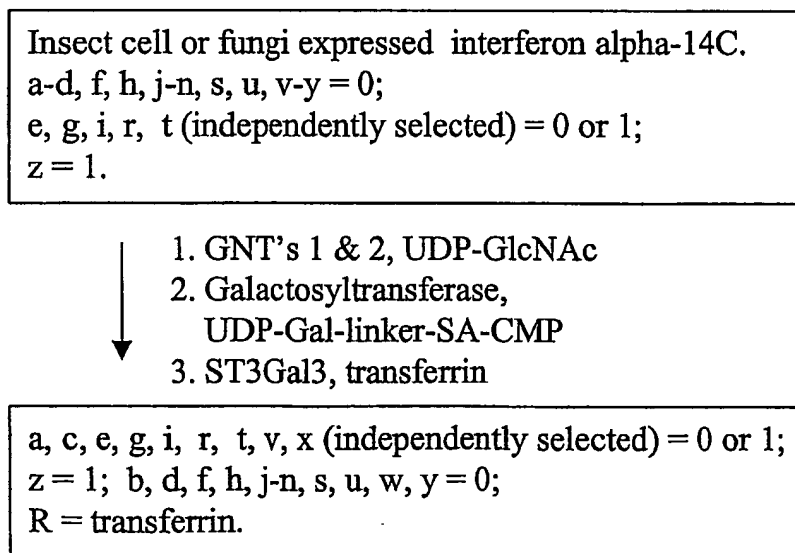 Insect cell or fungi expressed interferon alpha-14C.
a-d, f, h, j-n, s, u, v-y = 0;
e, g, i, r, t (independently selected) = 0 or 1;
z = 1.
1. GNT's 1 & 2, UDP-GlcNAc
2. Galactosyltransferase,
UDP-Gal-linker-SA-CMP
3. ST3Gal3, transferrin
a, c, e, g, i, r, t, v, x (independently selected) = 0 or 1;
z = 1; b, d, f, h, j-n, s, u, w, y = 0;
R = transferrin.